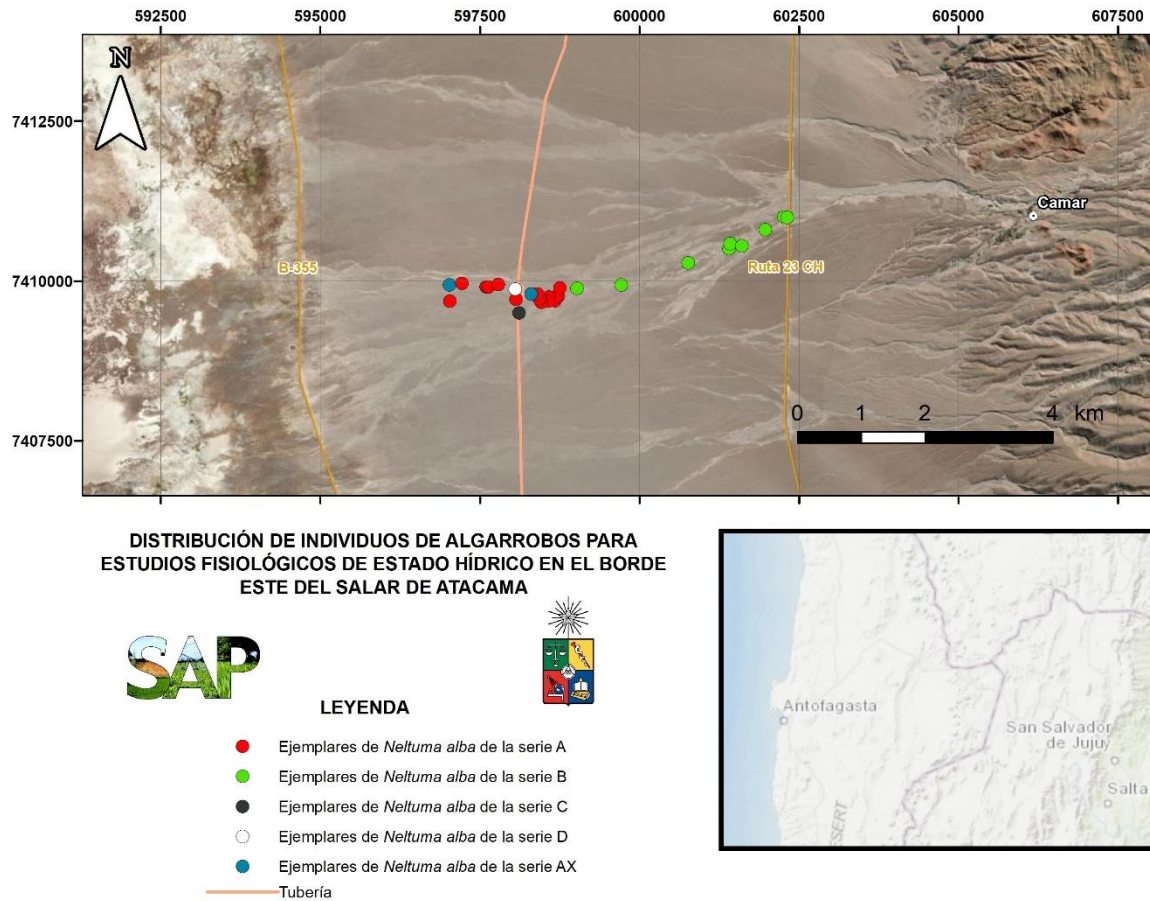 592500 595000 597500 600000 602500 605000 607500
N
7412500
Camar
7410000
B-355
Ruta 23 CH
0 1 2 4 km
7407500
DISTRIBUCIÓN DE INDIVIDUOS DE ALGARROBOS PARA
ESTUDIOS FISIOLÓGICOS DE ESTADO HÍDRICO EN EL BORDE
ESTE DEL SALAR DE ATACAMA
SAP
LEYENDA
Ejemplares de Neltuma alba de la serie A
Ejemplares de Neltuma alba de la serie B
Ejemplares de Neltuma alba de la serie C
Ejemplares de Neltuma alba de la serie D
Ejemplares de Neltuma alba de la serie AX
Tubería
Antofagasta
San Salvador
de Jujuy
Salta
ESERT